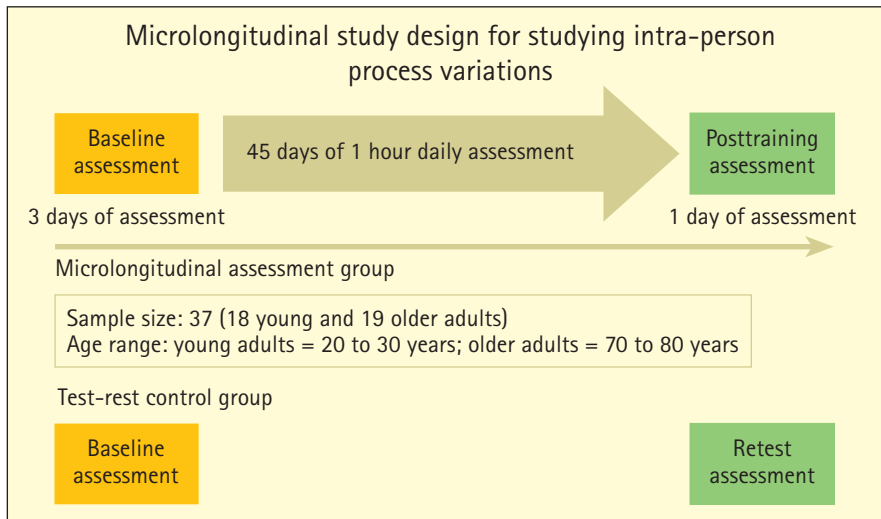 Microlongitudinal study design for studying intra-person
process variations
Baseline
assessment
45 days of 1 hour daily assessment
Posttraining
assessment
3 days of assessment
1 day of assessment
Microlongitudinal assessment group
Sample size: 37 (18 young and 19 older adults)
Age range: young adults = 20 to 30 years; older adults = 70 to 80 years
Test-rest control group
Baseline
assessment
Retest
assessment